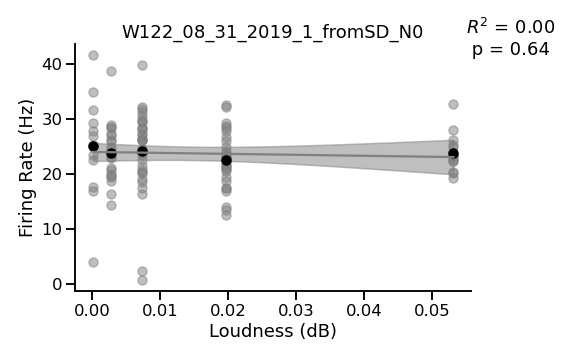 W122_08_31_2019_1_fromSD_N0
R² = 0.00
p = 0.64
Firing Rate (Hz)
40
30
20
10
0
0.00 0.01 0.02 0.03 0.04 0.05
Loudness (dB)